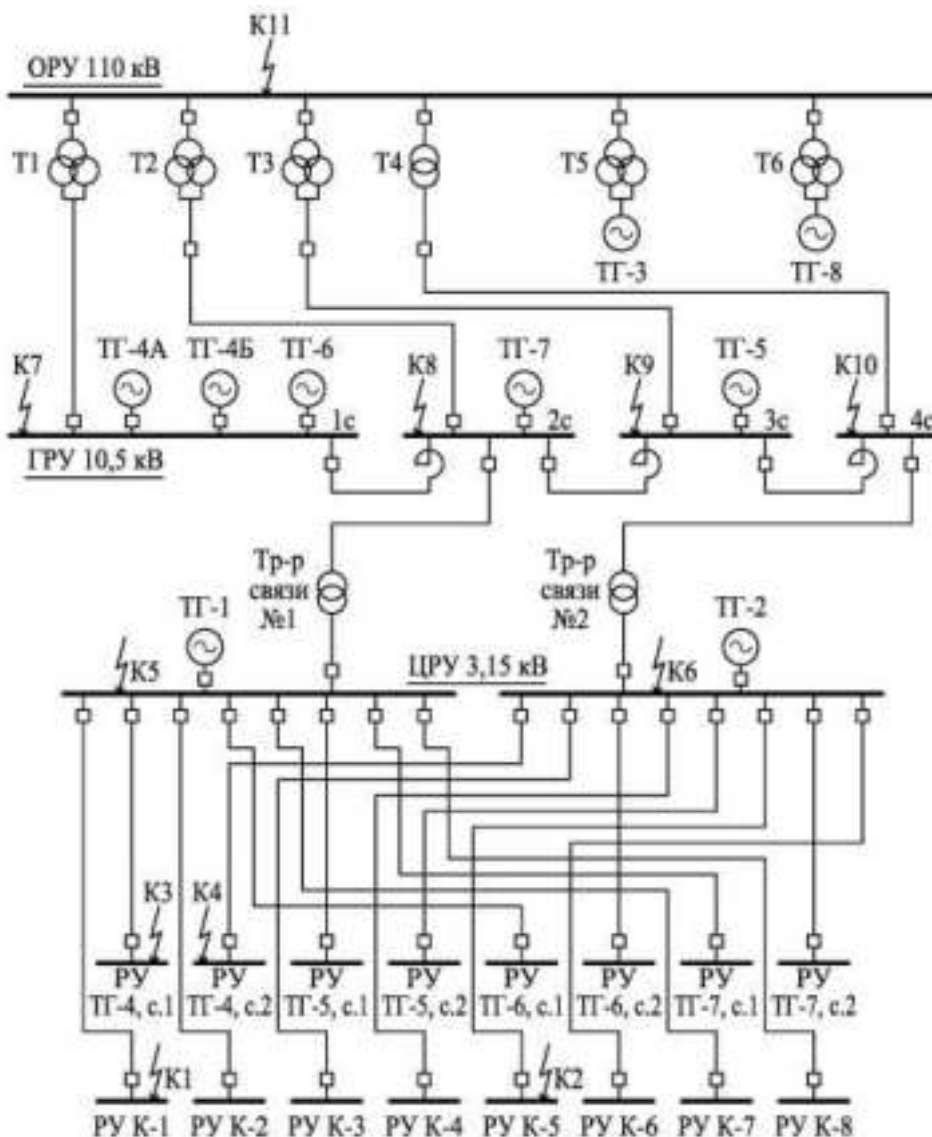 К11
ОРУ 110 кВ
Т1 Т2 Т3 Т4 Т5 Т6
ТГ-3 ТГ-8
К7 ТГ-4А ТГ-4Б ТГ-6 К8 ТГ-7 К9 ТГ-5 К10
1с 2с 3с 4с
ГРУ 10,5 кВ
Тр-р
связи
№1
Тр-р
связи
№2
ТГ-1 ТГ-2
К5 ЦРУ 3,15 кВ К6
К3 К4
РУ РУ РУ РУ РУ РУ РУ РУ
ТГ-4, с.1 ТГ-4, с.2 ТГ-5, с.1 ТГ-5, с.2 ТГ-6, с.1 ТГ-6, с.2 ТГ-7, с.1 ТГ-7, с.2
К1 К2
РУ К-1 РУ К-2 РУ К-3 РУ К-4 РУ К-5 РУ К-6 РУ К-7 РУ К-8